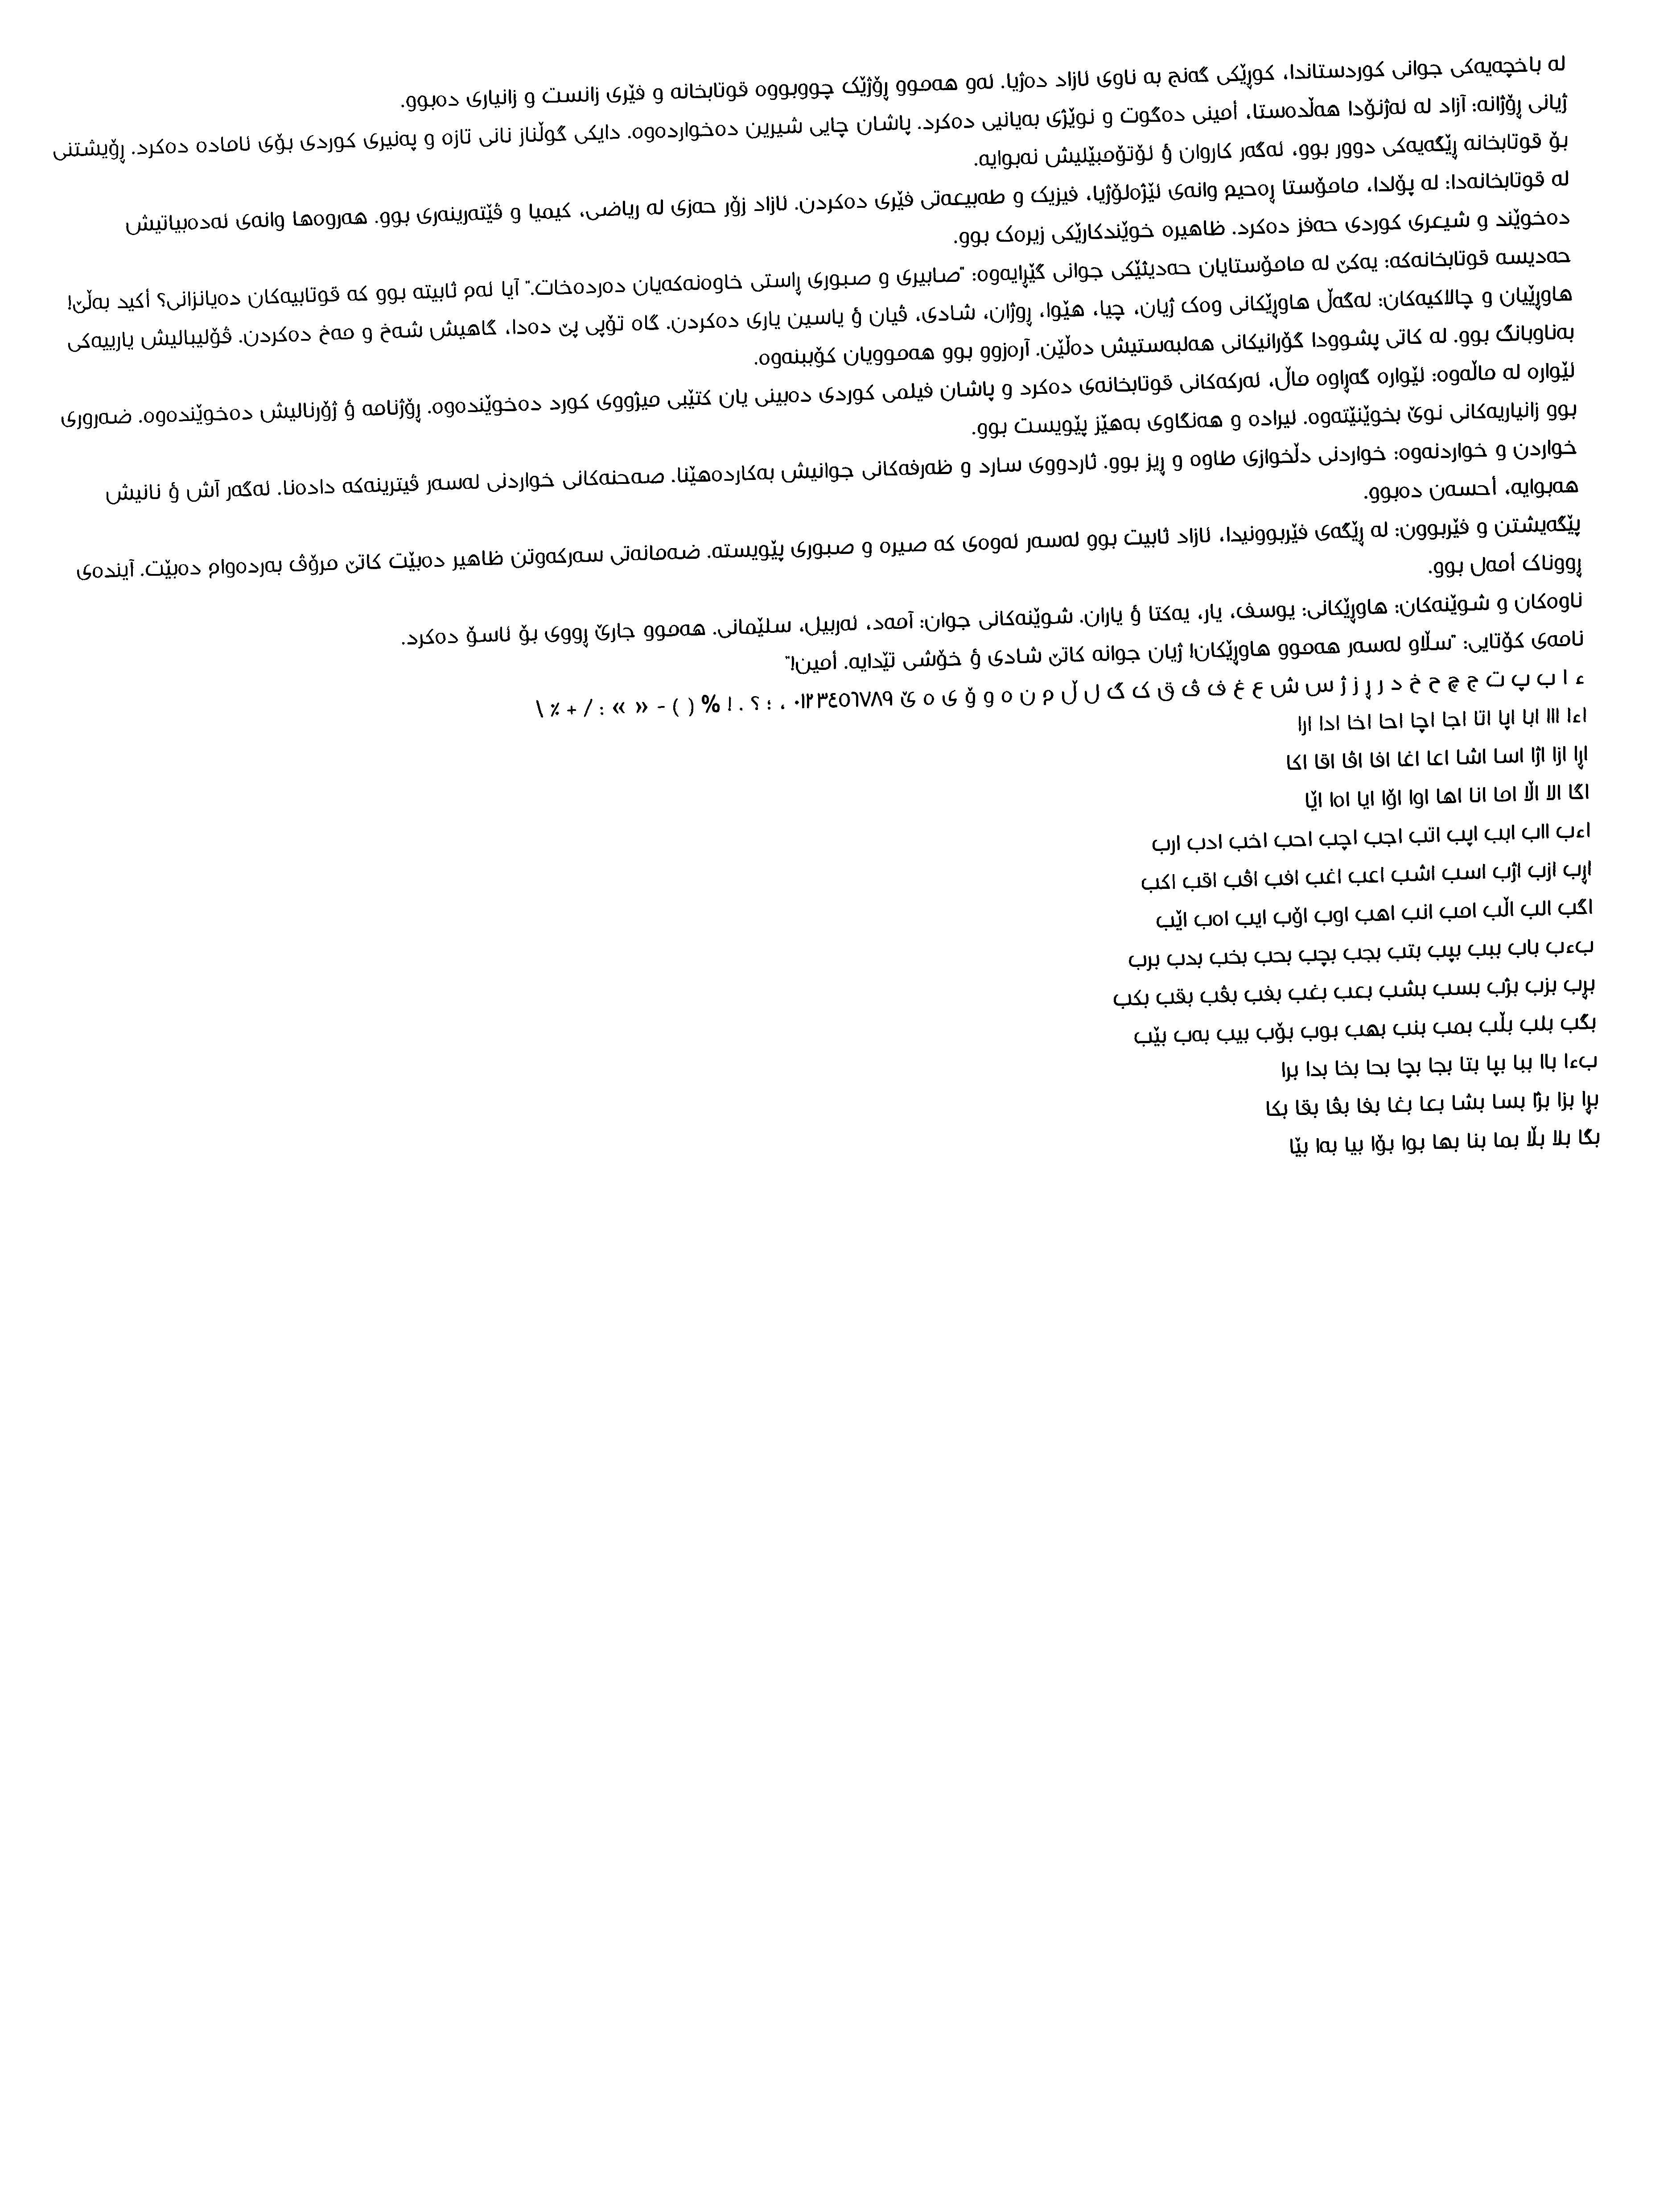 لە باخچەیەکی جوانی کوردستاندا، کوڕێکی گەنج بە ناوی ئازاد دەژیا. ئەو هەموو ڕۆژێک چووبووە قوتابخانە و فێری زانست و زانیاری دەبوو.
ژیانی ڕۆژانە: آزاد لە ئەژنۆدا هەڵدەستا، أمینی دەگوت و نوێژی بەیانیی دەکرد. پاشان چایی شیرین دەخواردەوە. دایکی گوڵناز نانی تازە و پەنیری کوردی بۆی ئامادە دەکرد. ڕۆیشتنی
بۆ قوتابخانە ڕێگەیەکی دوور بوو، ئەگەر کاروان ؤ ئۆتۆمبێلیش نەبوایە.
لە قوتابخانەدا: لە پۆلدا، مامۆستا ڕەحیم وانەی ئێژەلۆژیا، فیزیک و طەبیعەتی فێری دەکردن. ئازاد زۆر حەزی لە ریاضی، کیمیا و ڤێتەرینەری بوو. هەروەها وانەی ئەدەبیاتیش
دەخوێند و شیعری کوردی حەفز دەکرد. ظاهیرە خوێندکارێکی زیرەک بوو.
حەدیسە قوتابخانەکە: یەکێ لە مامۆستایان حەدیثێکی جوانی گێڕایەوە: "صابیری و صبوری ڕاستی خاوەنەکەیان دەردەخات." آیا ئەم ثابیتە بوو کە قوتابیەکان دەیانزانی؟ أکید بەڵێ!
هاوڕێیان و چالاکیەکان: لەگەڵ هاوڕێکانی وەک ژیان، چیا، هێوا، ڕوژان، شادی، ڤیان ؤ یاسین یاری دەکردن. گاە تۆپی پێ دەدا، گاهیش شەخ و مەخ دەکردن. ڤۆلیبالیش یارییەکی
بەناوبانگ بوو. لە کاتی پشوودا گۆرانیکانی هەلبەستیش دەڵێن. آرەزوو بوو هەموویان کۆببنەوە.
ئێوارە لە ماڵەوە: ئێوارە گەڕاوە ماڵ، ئەرکەکانی قوتابخانەی دەکرد و پاشان فیلمی کوردی دەبینی یان کتێبی میژووی کورد دەخوێندەوە. ڕۆژنامە ؤ ژۆرنالیش دەخوێندەوە. ضەروری
بوو زانیاریەکانی نوێ بخوێنێتەوە. ئیرادە و هەنگاوی بەهێز پێویست بوو.
خواردن و خواردنەوە: خواردنی دڵخوازی طاوە و ڕیز بوو. ئاردووی سارد و ظەرفەکانی جوانیش بەکاردەهێنا. صەحنەکانی خواردنی لەسەر ڤیترینەکە دادەنا. ئەگەر آش ؤ نانیش
هەبوایە، أحسەن دەبوو.
پێگەیشتن و فێربوون: لە ڕێگەی فێربوونیدا، ئازاد ثابیت بوو لەسەر ئەوەی کە صیرە و صبوری پێویستە. ضەمانەتی سەرکەوتن ظاهیر دەبێت کاتێ مرۆڤ بەردەوام دەبێت. آیندەی
ڕووناک أمەل بوو.
ناوەکان و شوێنەکان: هاوڕێکانی: یوسف، یار، یەکتا ؤ یاران. شوێنەکانی جوان: آمەد، ئەربیل، سلێمانی. هەموو جارێ ڕووی بۆ ئاسۆ دەکرد.
نامەی کۆتایی: "سڵاو لەسەر هەموو هاوڕێکان! ژیان جوانە کاتێ شادی ؤ خۆشی تێدایە. أمین!"
ء ا ب پ ت ج چ ح خ د ر ڕ ز ژ س ش ع غ ف ڤ ق ک گ ل ڵ م ن ه و ۆ ی ە ێ ٠١٢٣٤٥٦٧٨٩ ، ؛ ؟ . ! % ( ) - « » : / + ٪ \
اءا ااا ابا اپا اتا اجا اچا احا اخا ادا ارا
اڕا ازا اژا اسا اشا اعا اغا افا اڤا اقا اکا
اگا الا اڵا اما انا اها اوا اۆا ایا اەا اێا
اءب ااب ابب اپب اتب اجب اچب احب اخب ادب ارب
اڕب ازب اژب اسب اشب اعب اغب افب اڤب اقب اکب
اگب الب اڵب امب انب اهب اوب اۆب ایب اەب اێب
بءب باب ببب بپب بتب بجب بچب بحب بخب بدب برب
بڕب بزب بژب بسب بشب بعب بغب بفب بڤب بقب بکب
بگب بلب بڵب بمب بنب بهب بوب بۆب بیب بەب بێب
بءا باا ببا بپا بتا بجا بچا بحا بخا بدا برا
بڕا بزا بژا بسا بشا بعا بغا بفا بڤا بقا بکا
بگا بلا بڵا بما بنا بها بوا بۆا بیا بەا بێا